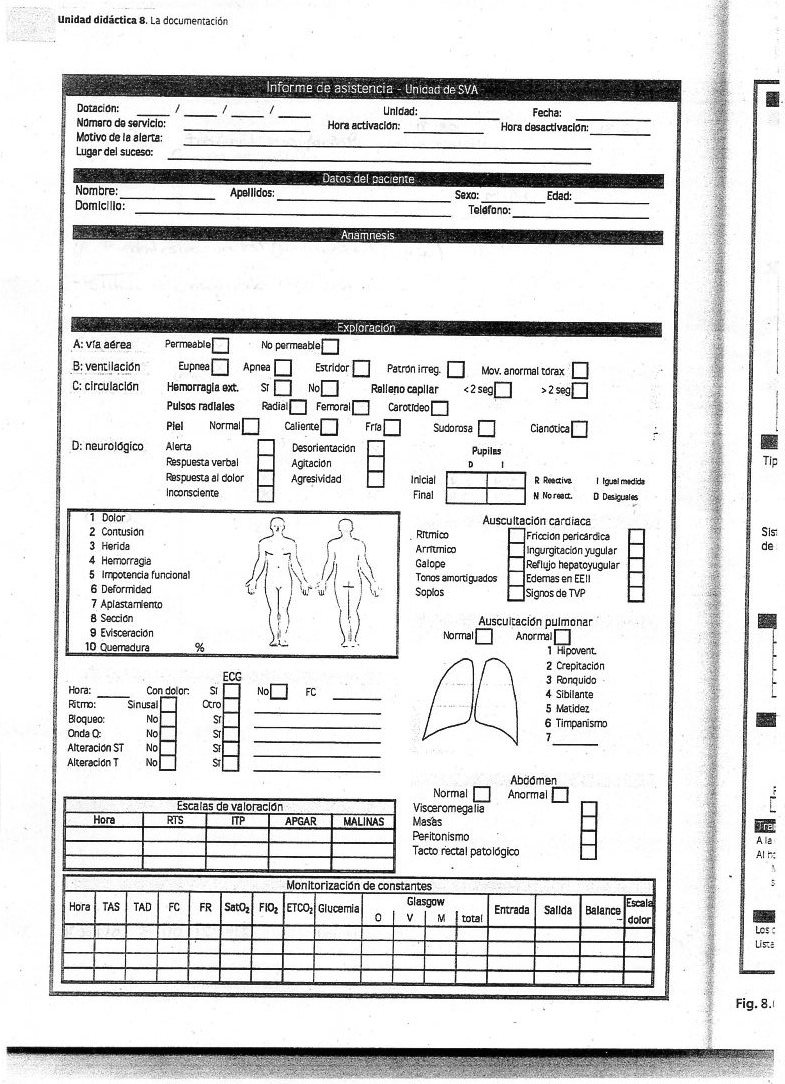 Unidad didáctica 8. La documentación
Informe de asistencia - Unidad de SVA
Dotación: / / / Unidad: Fecha:
Número de servicio: Hora activación: Hora desactivación:
Motivo de la alerta:
Lugar del suceso:
Datos del paciente
Nombre: Apellidos: Sexo: Edad:
Domicilio: Teléfono:
Anamnesis
Exploración
A: vía aérea Permeable No permeable
B: ventilación Eupnea Apnea Estridor Patrón irreg. Mov. anormal tórax
C: circulación Hemorragia ext. Sí No Relleno capilar <2 seg >2 seg
Pulsos radiales Radial Femoral Carotídeo
Piel Normal Caliente Fría Sudorosa Cianótica
D: neurológico Alerta Desorientación Pupilas
Respuesta verbal Agitación D I
Respuesta al dolor Agresividad Inicial R Reactiva I Igual medida
Inconsciente Final N No react. D Desiguales
1 Dolor
2 Contusión
3 Herida
4 Hemorragia
5 Impotencia funcional
6 Deformidad
7 Aplastamiento
8 Sección
9 Evisceración
10 Quemadura %
Auscultación cardíaca
Rítmico Fricción pericárdica
Arrítmico Ingurgitación yugular
Galope Reflujo hepatoyugular
Tonos amortiguados Edemas en EEII
Soplos Signos de TVP
Auscultación pulmonar
Normal Anormal
1 Hipovent.
2 Crepitación
3 Ronquido
4 Sibilante
5 Matidez
6 Timpanismo
7
ECG
Hora: Con dolor: Sí No FC
Ritmo: Sinusal Otro
Bloqueo: No Sí
Onda Q: No Sí
Alteración ST No Sí
Alteración T No Sí
Abdómen
Normal Anormal
Visceromegalia
Masas
Peritonismo
Tacto rectal patológico
Escalas de valoración
Hora RTS ITP APGAR MALINAS
Monitorización de constantes
Hora TAS TAD FC FR SatO2 FIO2 ETCO2 Glucemia Glasgow Entrada Salida Balance Escala dolor
O V M total
Tip
Sis
de
A la
Al
Los
Lista
Fig. 8.